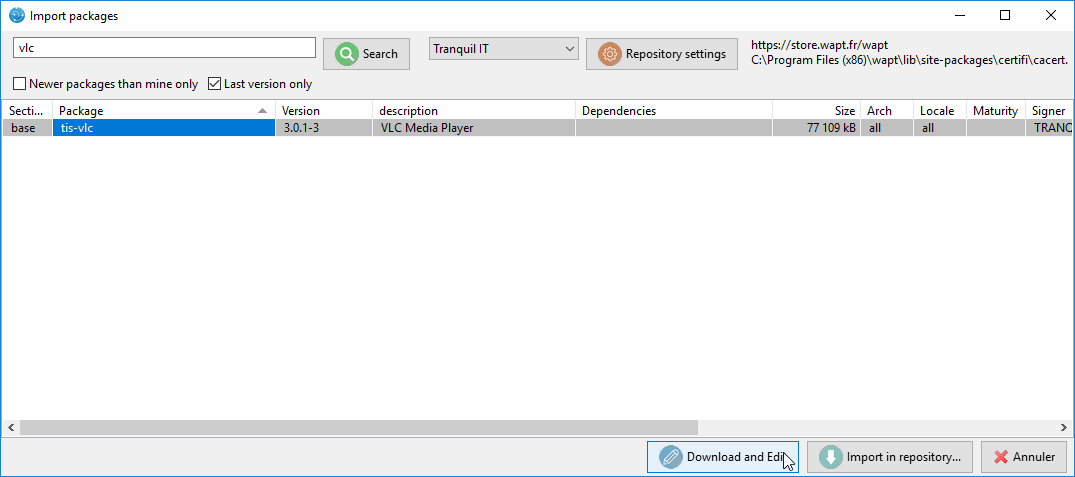 Import packages
vlc
Search
Tranquil IT
Repository settings
https://store.wapt.fr/wapt
C:\Program Files (x86)\wapt\lib\site-packages\certifi\cacert.
Newer packages than mine only
Last version only
Secti... Package Version description Dependencies Size Arch Locale Maturity Signer
base tis-vlc 3.0.1-3 VLC Media Player 77 109 kB all all TRANQ
Download and Edi
Import in repository...
Annuler